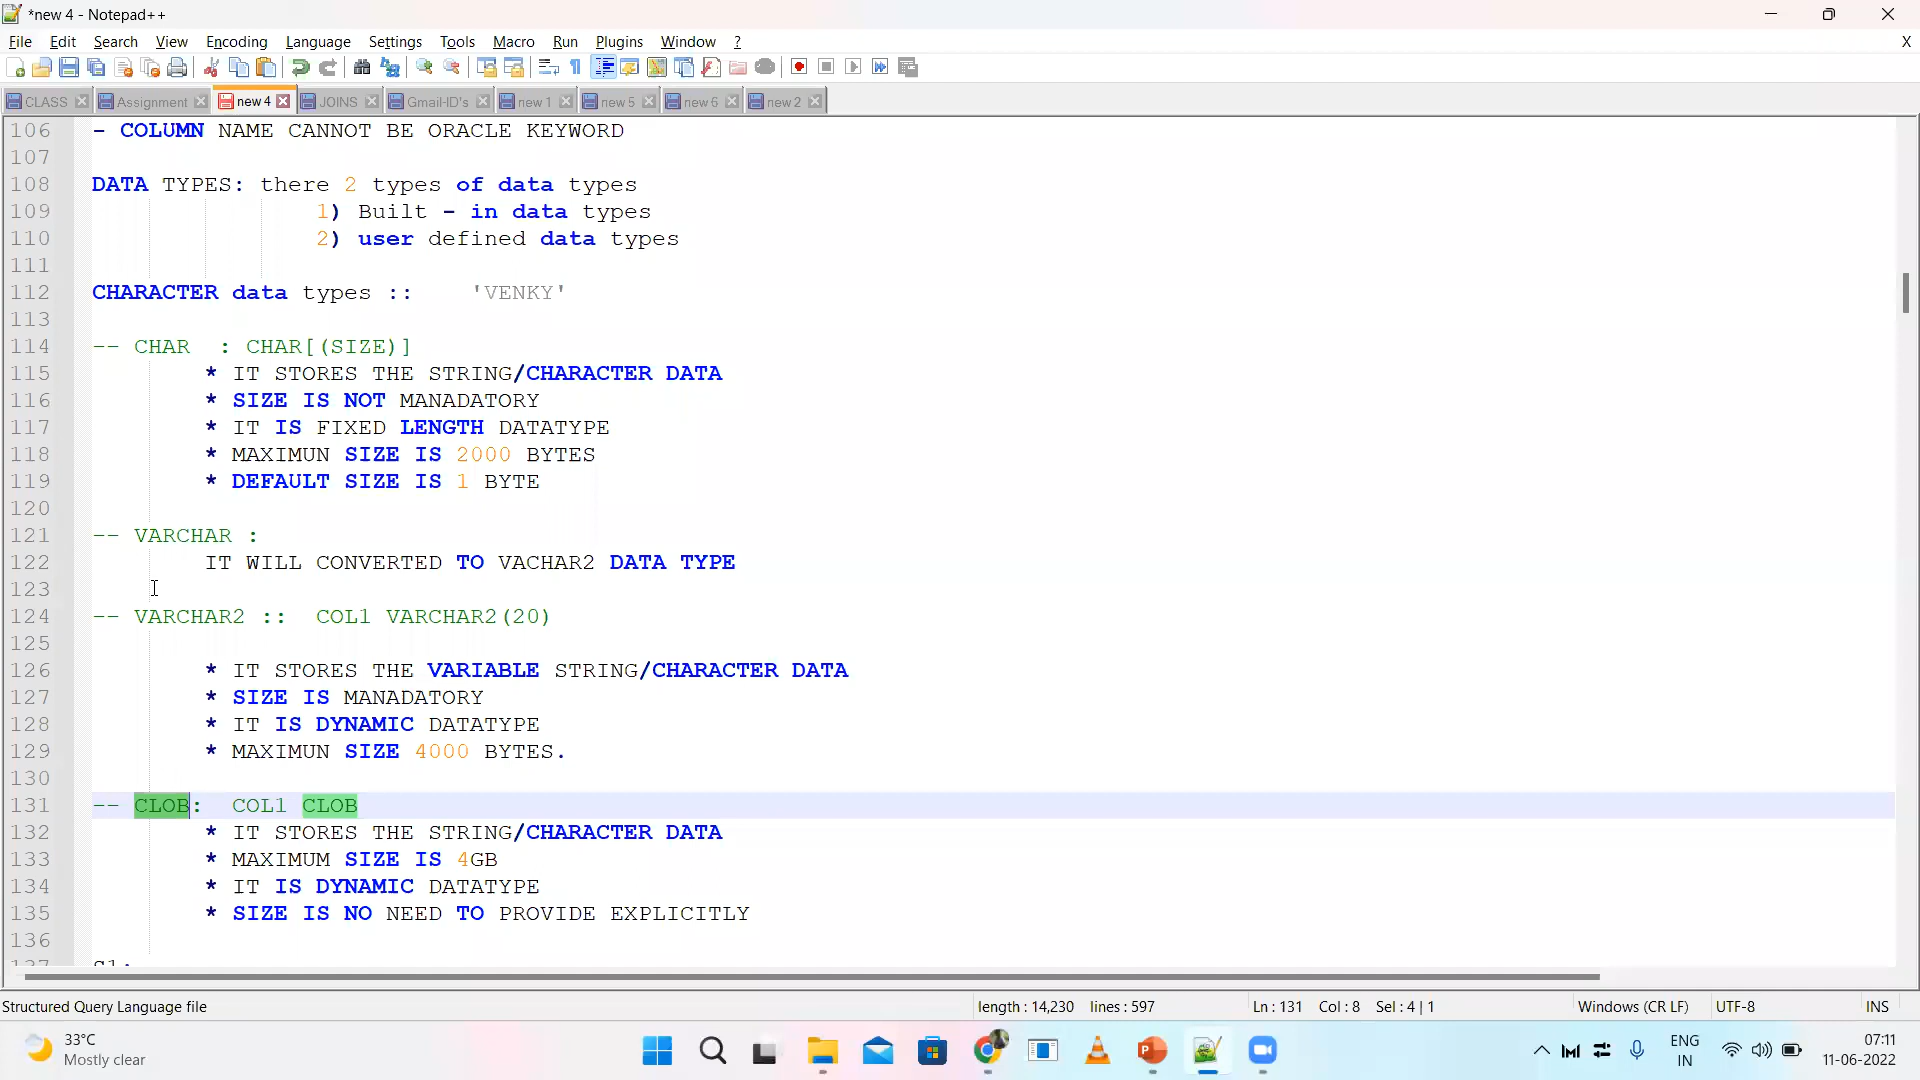 *new 4 - Notepad++
File Edit Search View Encoding Language Settings Tools Macro Run Plugins Window ? X
CLASS Assignment new 4 JOINS Gmail-ID's new 1 new 5 new 6 new 2
106 - COLUMN NAME CANNOT BE ORACLE KEYWORD
107
108 DATA TYPES: there 2 types of data types
109 1) Built - in data types
110 2) user defined data types
111
112 CHARACTER data types :: 'VENKY'
113
114 -- CHAR : CHAR[(SIZE)]
115 * IT STORES THE STRING/CHARACTER DATA
116 * SIZE IS NOT MANADATORY
117 * IT IS FIXED LENGTH DATATYPE
118 * MAXIMUN SIZE IS 2000 BYTES
119 * DEFAULT SIZE IS 1 BYTE
120
121 -- VARCHAR :
122 IT WILL CONVERTED TO VACHAR2 DATA TYPE
123
124 -- VARCHAR2 :: COL1 VARCHAR2(20)
125
126 * IT STORES THE VARIABLE STRING/CHARACTER DATA
127 * SIZE IS MANADATORY
128 * IT IS DYNAMIC DATATYPE
129 * MAXIMUN SIZE 4000 BYTES.
130
131 -- CLOB: COL1 CLOB
132 * IT STORES THE STRING/CHARACTER DATA
133 * MAXIMUM SIZE IS 4GB
134 * IT IS DYNAMIC DATATYPE
135 * SIZE IS NO NEED TO PROVIDE EXPLICITLY
136
Structured Query Language file length : 14,230 lines : 597 Ln : 131 Col : 8 Sel : 4 | 1 Windows (CR LF) UTF-8 INS
33°C
Mostly clear
ENG
IN
07:11
11-06-2022